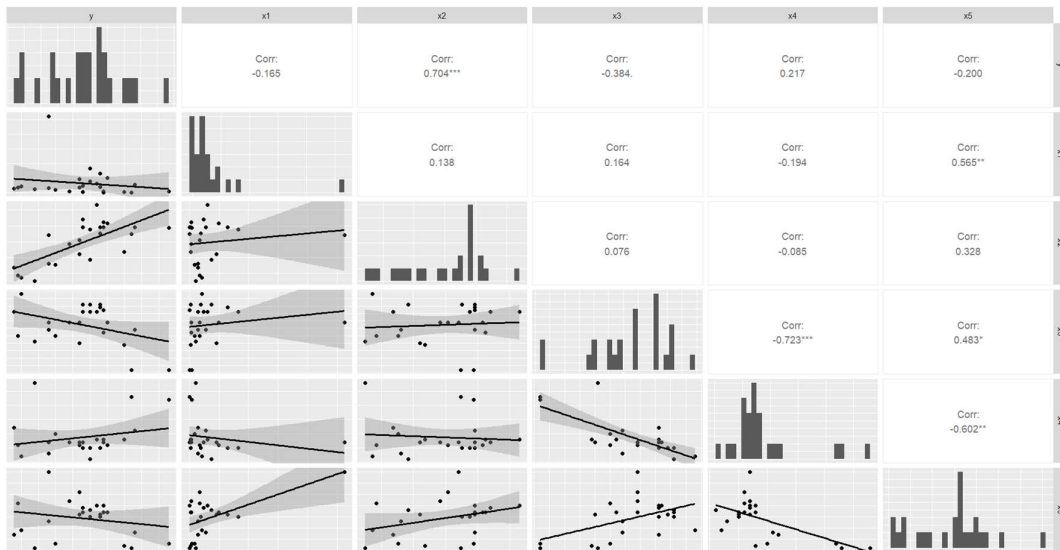 y x1 x2 x3 x4 x5
Corr: Corr: Corr: Corr: Corr:
-0.165 0.704*** -0.384. 0.217 -0.200
Corr: Corr: Corr: Corr:
0.138 0.164 -0.194 0.565**
Corr: Corr: Corr:
0.076 -0.085 0.328
Corr: Corr:
-0.723*** 0.483*
Corr:
-0.602**